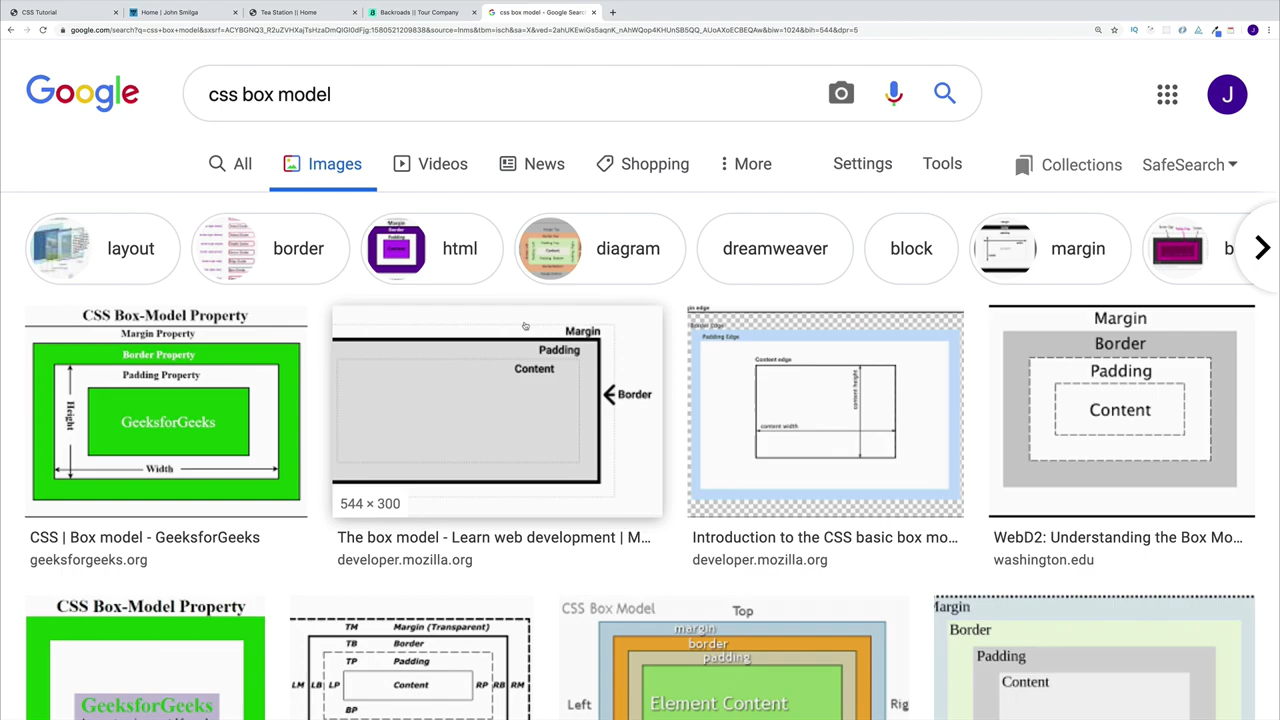 CSS Tutorial
Home | John Smilga
Tea Station || Home
Backroads || Tour Company
css box model - Google Searc
Google
css box model
J
All
Images
Videos
News
Shopping
More
Settings
Tools
Collections
SafeSearch
layout
border
html
diagram
dreamweaver
block
margin
b
CSS Box-Model Property
Margin Property
Border Property
Padding Property
Height
GeeksforGeeks
Width
CSS | Box model - GeeksforGeeks
geeksforgeeks.org
Margin
Padding
Content
Border
544 × 300
The box model - Learn web development | M...
developer.mozilla.org
gin edge
Border Edge
Padding Edge
Content edge
content height
content width
Introduction to the CSS basic box mo...
developer.mozilla.org
Margin
Border
Padding
Content
WebD2: Understanding the Box Mo...
washington.edu
CSS Box-Model Property
GeeksforGeeks
TM Margin (Transparent)
TB Border
TP Padding
LM LB LP Content RP RB RM
BP
CSS Box Model
Top
margin
border
padding
Element Content
Left
Rig
Margin
Border
Padding
Content